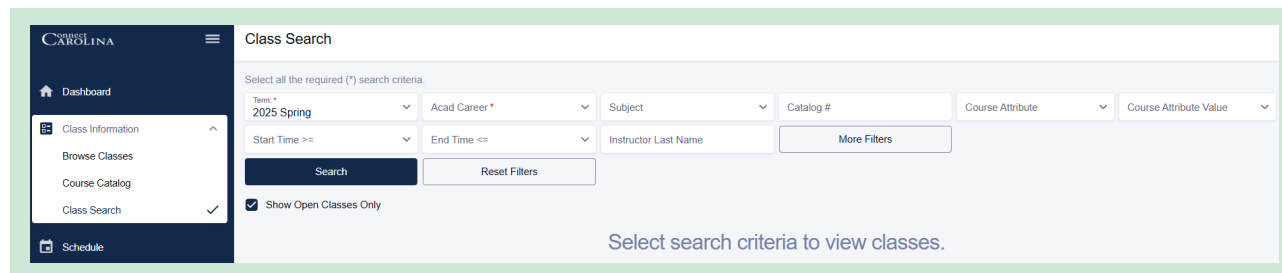 Connect Carolina
Dashboard
Class Information
Browse Classes
Course Catalog
Class Search
Schedule
Class Search
Select all the required (*) search criteria.
Term: *
2025 Spring
Acad Career *
Subject
Catalog #
Course Attribute
Course Attribute Value
Start Time >=
End Time <=
Instructor Last Name
More Filters
Search
Reset Filters
Show Open Classes Only
Select search criteria to view classes.